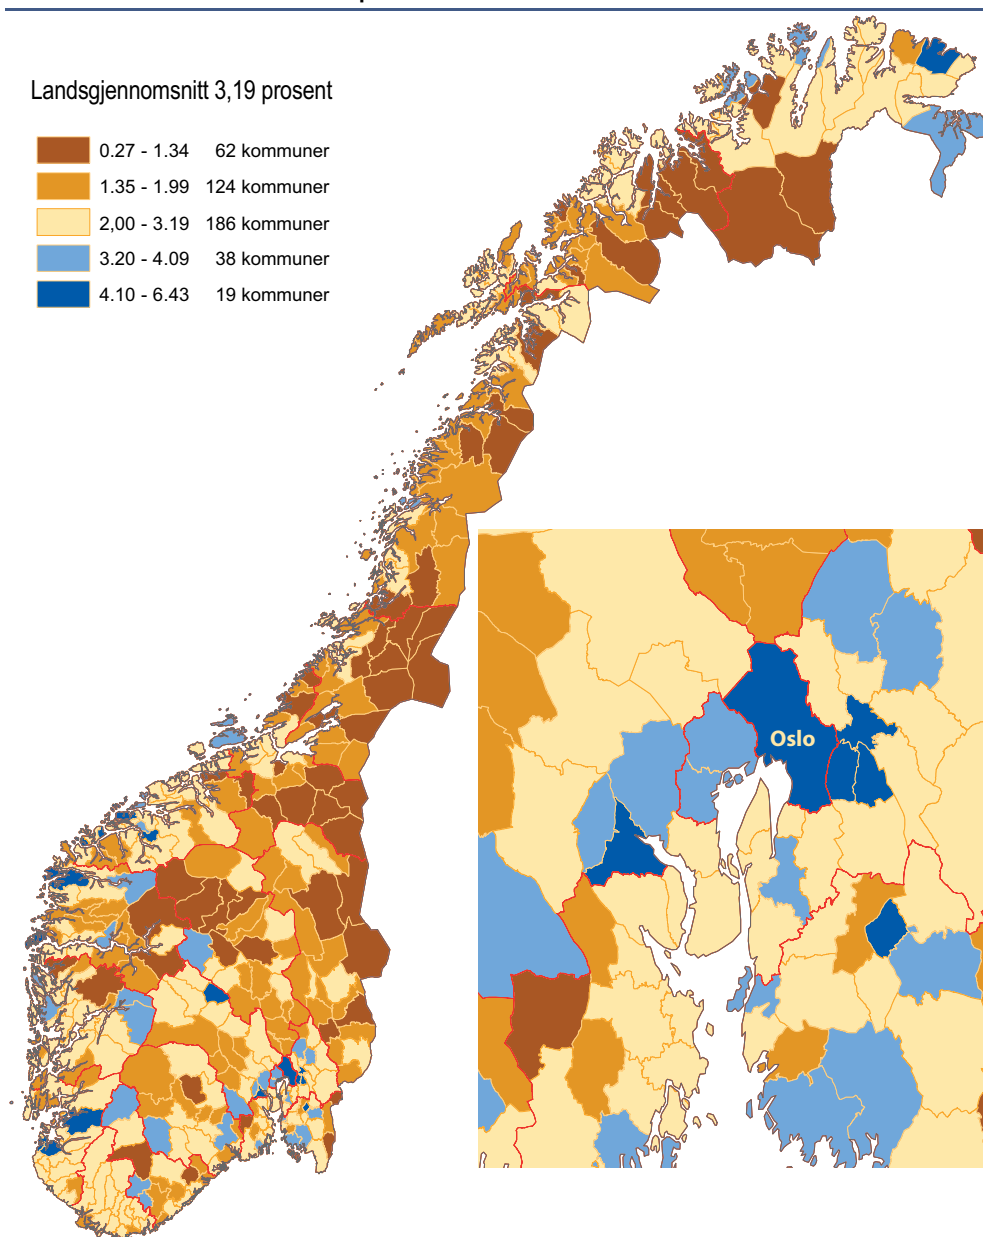 Landsgjennomsnitt 3,19 prosent
0.27 - 1.34 62 kommuner
1.35 - 1.99 124 kommuner
2,00 - 3.19 186 kommuner
3.20 - 4.09 38 kommuner
4.10 - 6.43 19 kommuner
Oslo